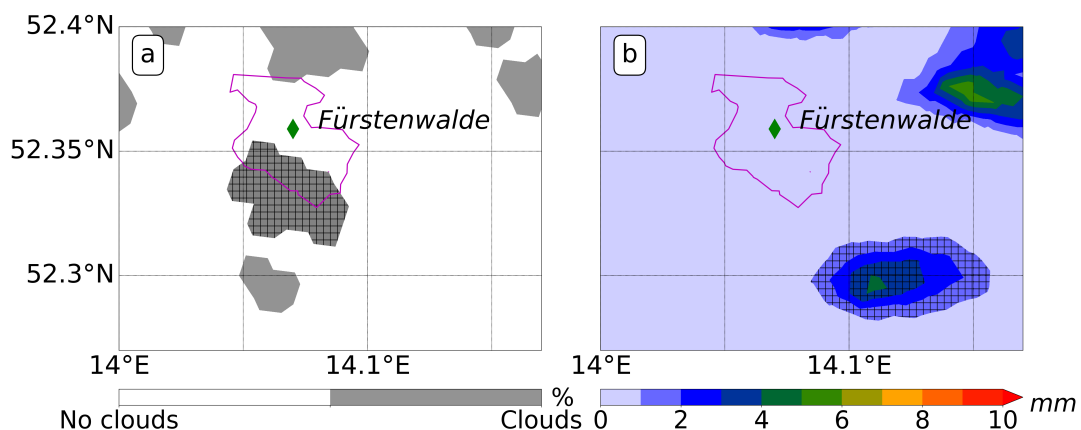 52.4°N
52.35°N
52.3°N
a
Fürstenwalde
14°E
14.1°E
%
No clouds
Clouds
b
Fürstenwalde
14°E
14.1°E
0 2 4 6 8 10 mm